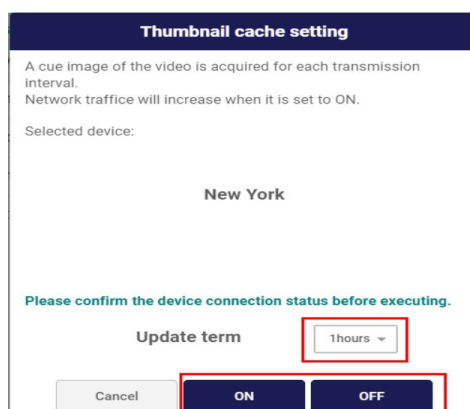 Thumbnail cache setting
A cue image of the video is acquired for each transmission
interval.
Network traffice will increase when it is set to ON.
Selected device:
New York
Please confirm the device connection status before executing.
Update term 1hours
Cancel ON OFF